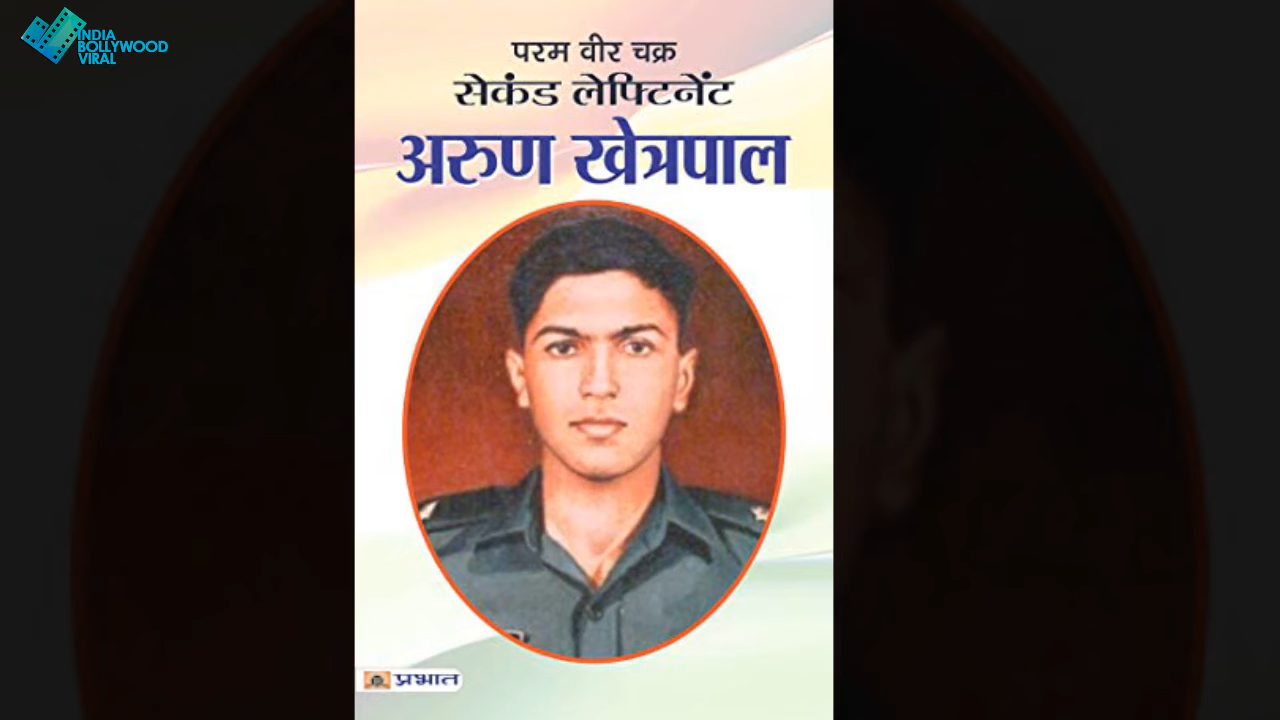 INDIA
BOLLYWOOD
VIRAL
परम वीर चक्र
सेकंड लेफ्टिनेंट
अरुण खेत्रपाल
प्रभात